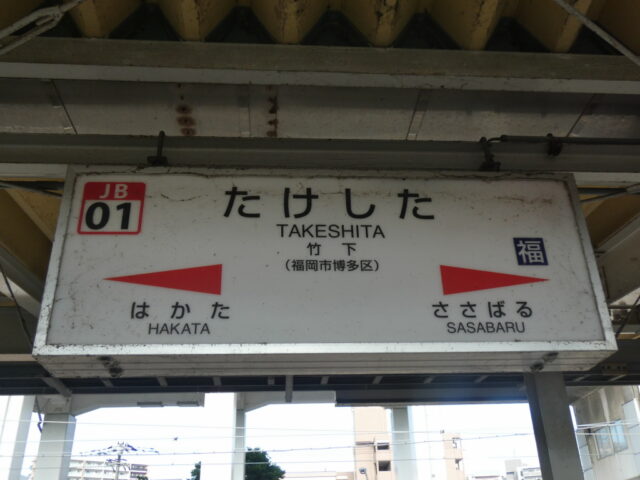 JB
01
たけした
TAKESHITA
竹下
(福岡市博多区)
福
はかた
HAKATA
ささばる
SASABARU